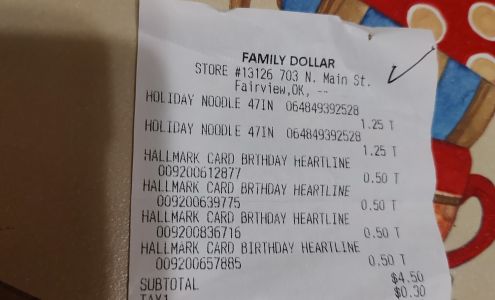 FAMILY DOLLAR
STORE #13126 703 N. Main St.
Fairview,OK, --
HOLIDAY NOODLE 47IN 064849392528
1.25 T
HOLIDAY NOODLE 47IN 064849392528
1.25 T
HALLMARK CARD BRTHDAY HEARTLINE
009200612877 0.50 T
HALLMARK CARD BRTHDAY HEARTLINE
009200639775 0.50 T
HALLMARK CARD BRTHDAY HEARTLINE
009200836716 0.50 T
HALLMARK CARD BIRTHDAY HEARTLINE
009200657885 0.50 T
SUBTOTAL $4.50
TAX1 $0.30